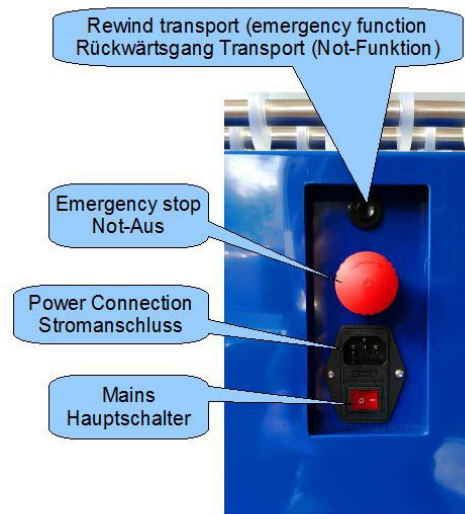 Rewind transport (emergency function
Rückwärtsgang Transport (Not-Funktion)
Emergency stop
Not-Aus
Power Connection
Stromanschluss
Mains
Hauptschalter